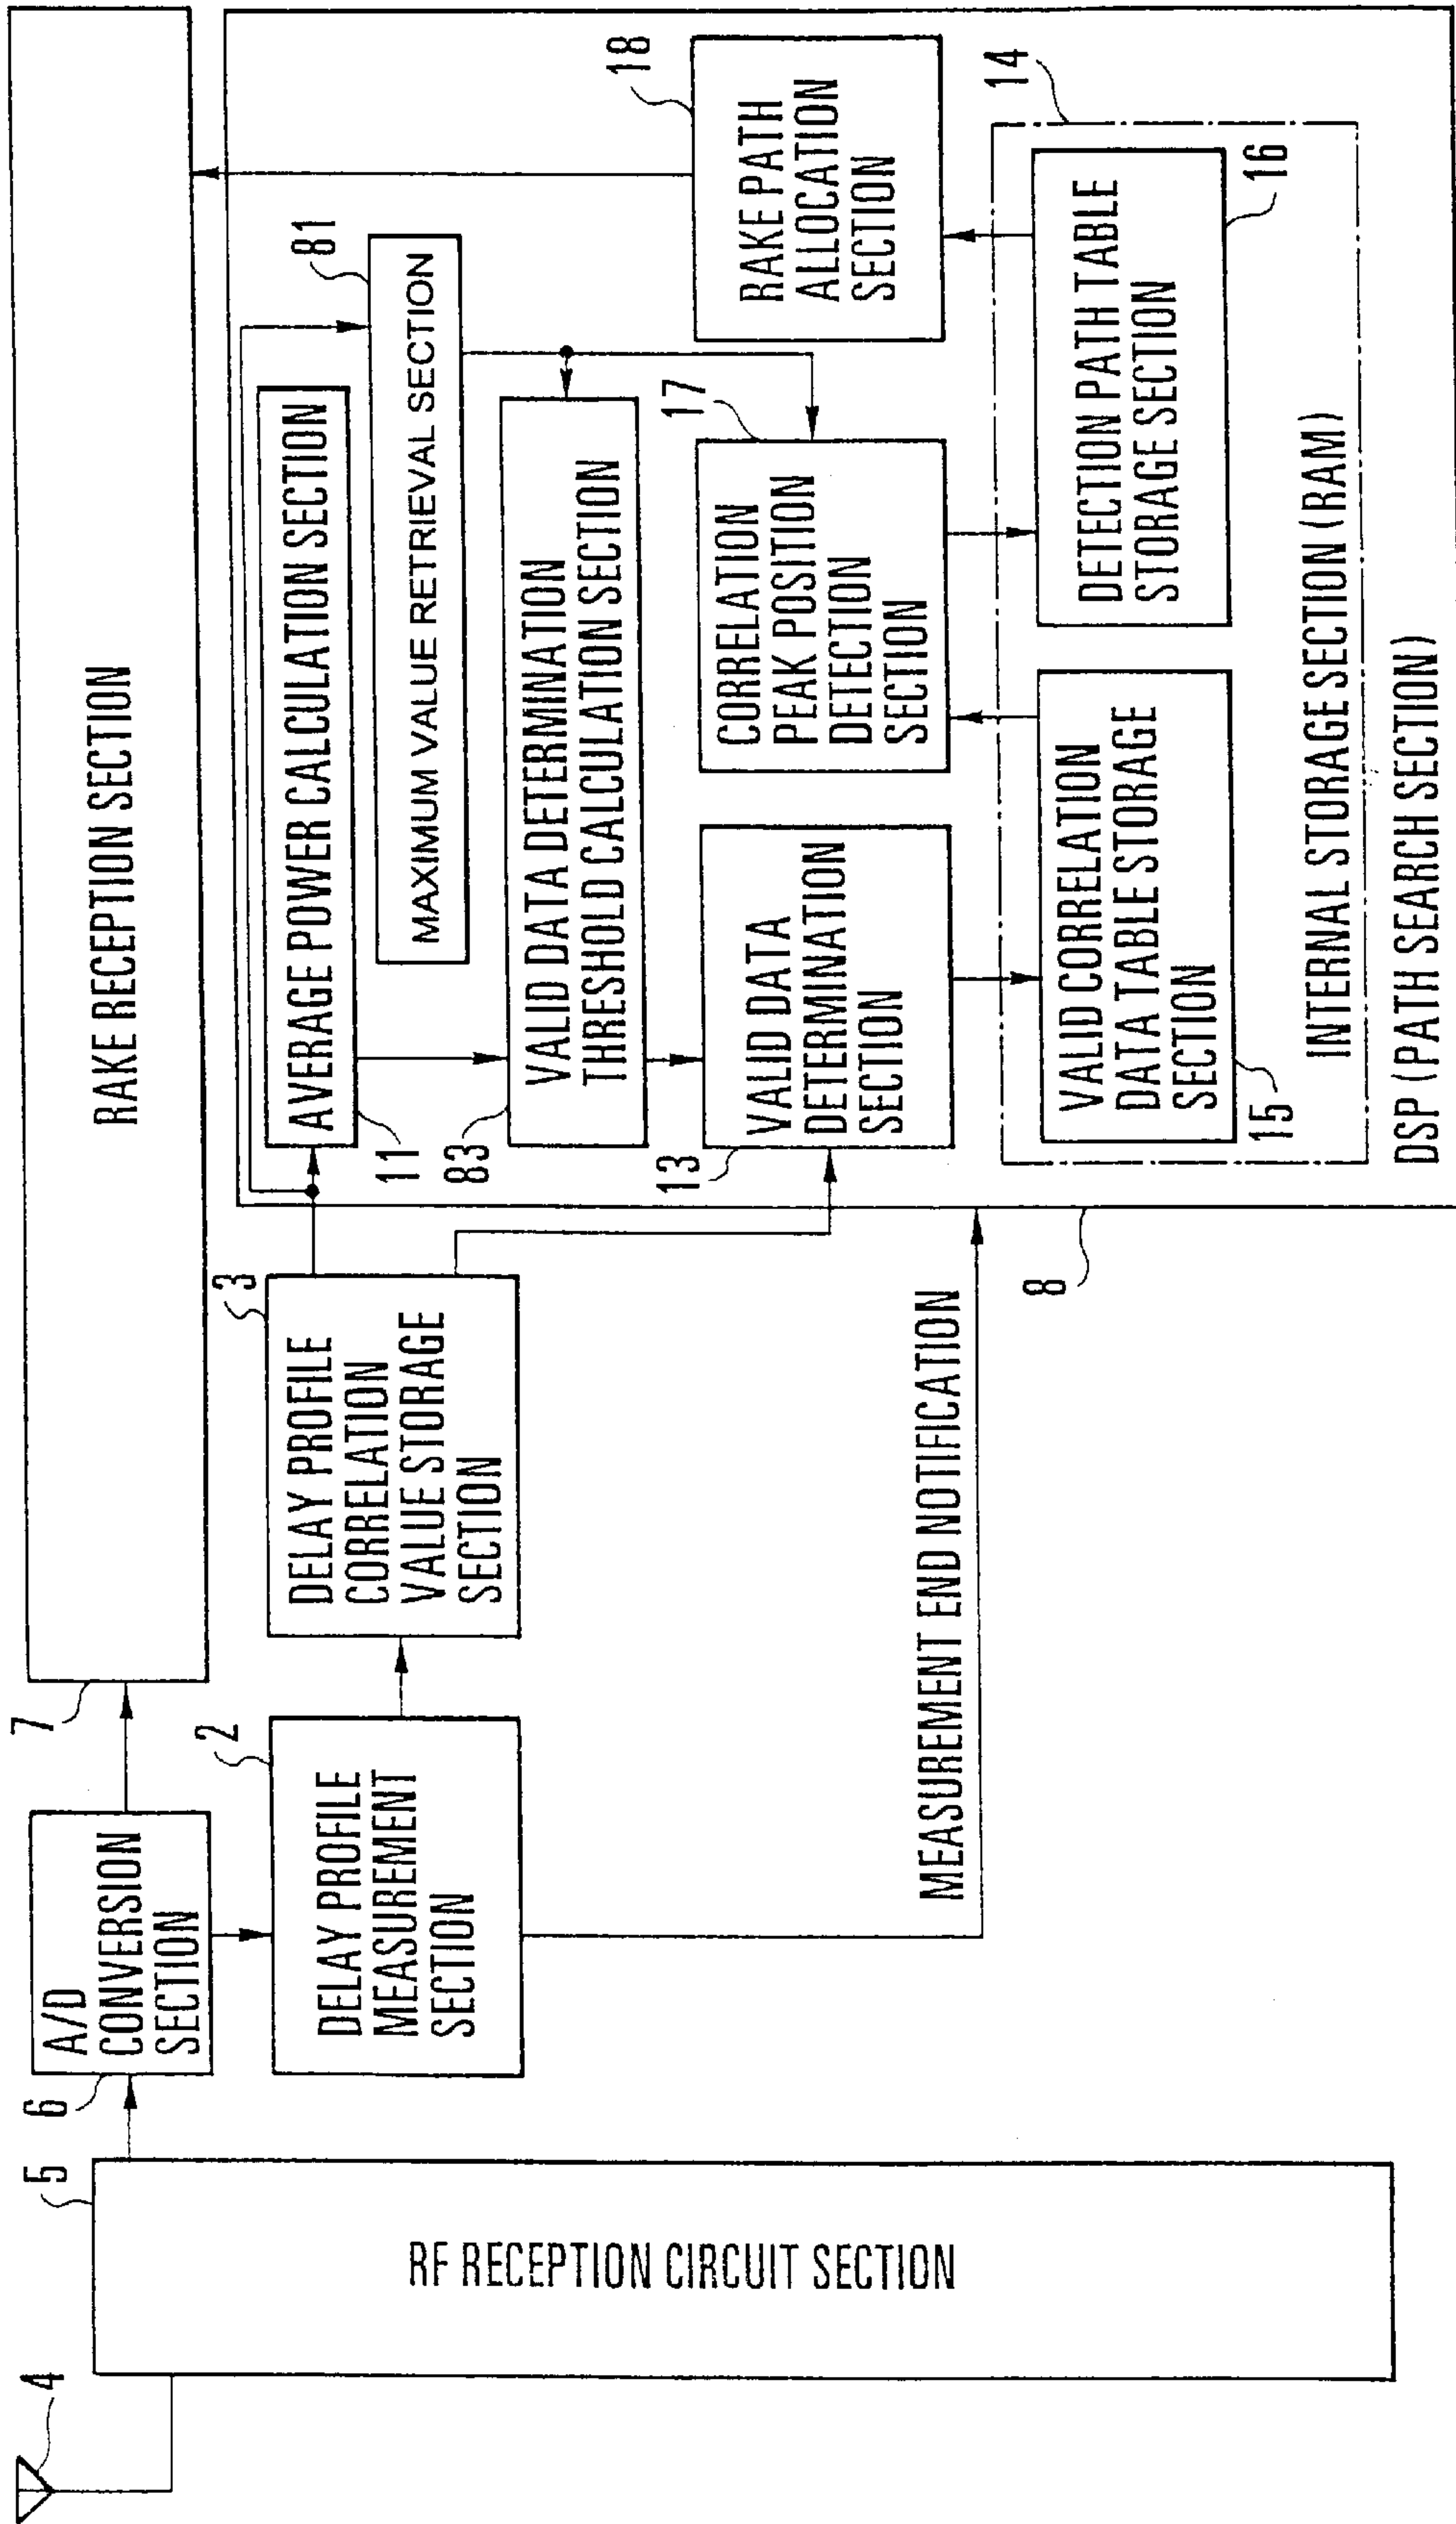 4
5
RF RECEPTION CIRCUIT SECTION
6
A/D
CONVERSION
SECTION
7
RAKE RECEPTION SECTION
2
DELAY PROFILE
MEASUREMENT
SECTION
3
DELAY PROFILE
CORRELATION
VALUE STORAGE
SECTION
MEASUREMENT END NOTIFICATION
8
11
AVERAGE POWER CALCULATION SECTION
81
MAXIMUM VALUE RETRIEVAL SECTION
83
VALID DATA DETERMINATION
THRESHOLD CALCULATION SECTION
13
VALID DATA
DETERMINATION
SECTION
17
CORRELATION
PEAK POSITION
DETECTION
SECTION
18
RAKE PATH
ALLOCATION
SECTION
14
15
VALID CORRELATION
DATA TABLE STORAGE
SECTION
16
DETECTION PATH TABLE
STORAGE SECTION
INTERNAL STORAGE SECTION (RAM)
DSP (PATH SEARCH SECTION)